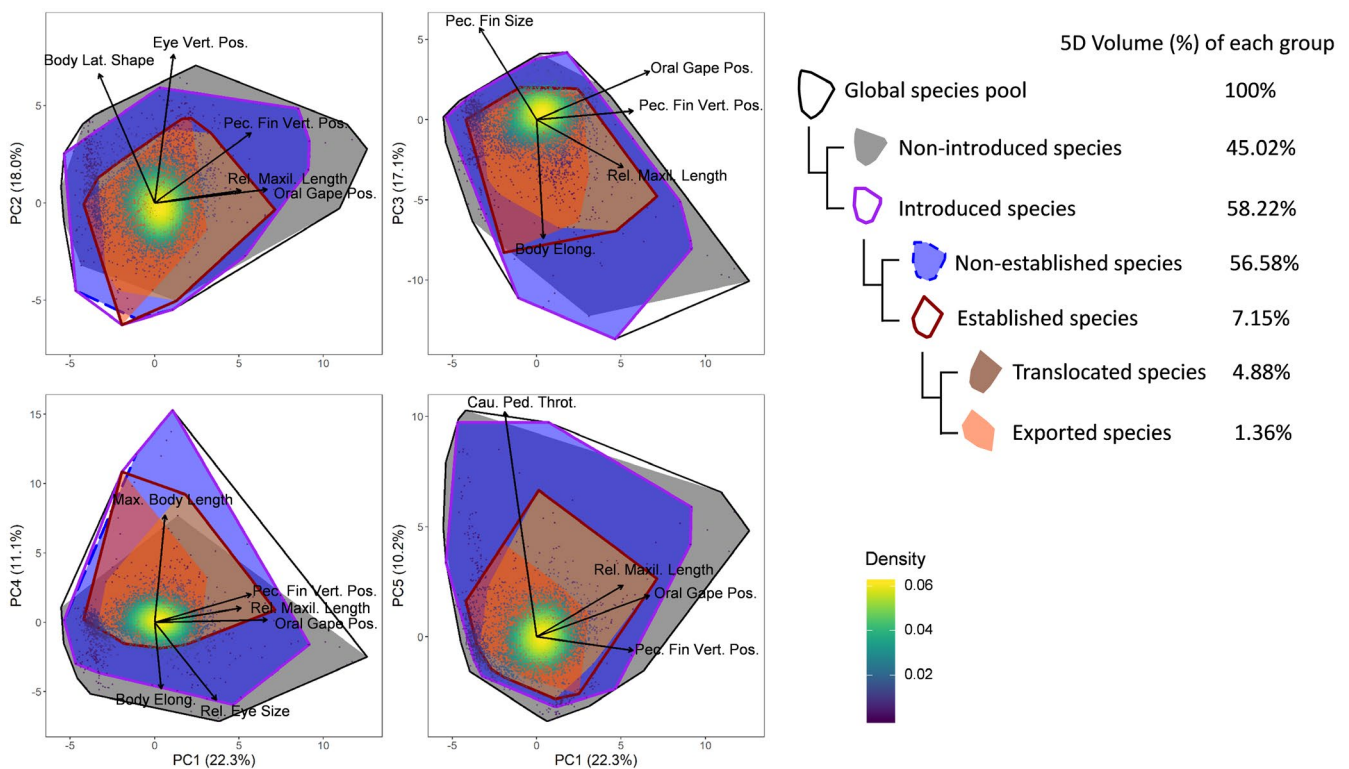 Body Lat. Shape
Eye Vert. Pos.
Pec. Fin Vert. Pos.
Rel. Maxil. Length
Oral Gape Pos.
PC2 (18.0%)
5
0
-5
-5
0
5
10
Pec. Fin Size
Oral Gape Pos.
Pec. Fin Vert. Pos.
Rel. Maxil. Length
Body Elong.
PC3 (17.1%)
5
0
-5
-10
-5
0
5
10
Max. Body Length
Pec. Fin Vert. Pos.
Rel. Maxil. Length
Oral Gape Pos.
Body Elong.
Rel. Eye Size
PC4 (11.1%)
15
10
5
0
-5
-5
0
5
10
PC1 (22.3%)
Cau. Ped. Throt.
Rel. Maxil. Length
Oral Gape Pos.
Pec. Fin Vert. Pos.
PC5 (10.2%)
10
5
0
-5
0
5
10
PC1 (22.3%)
5D Volume (%) of each group
Global species pool 100%
Non-introduced species 45.02%
Introduced species 58.22%
Non-established species 56.58%
Established species 7.15%
Translocated species 4.88%
Exported species 1.36%
Density
0.06
0.04
0.02